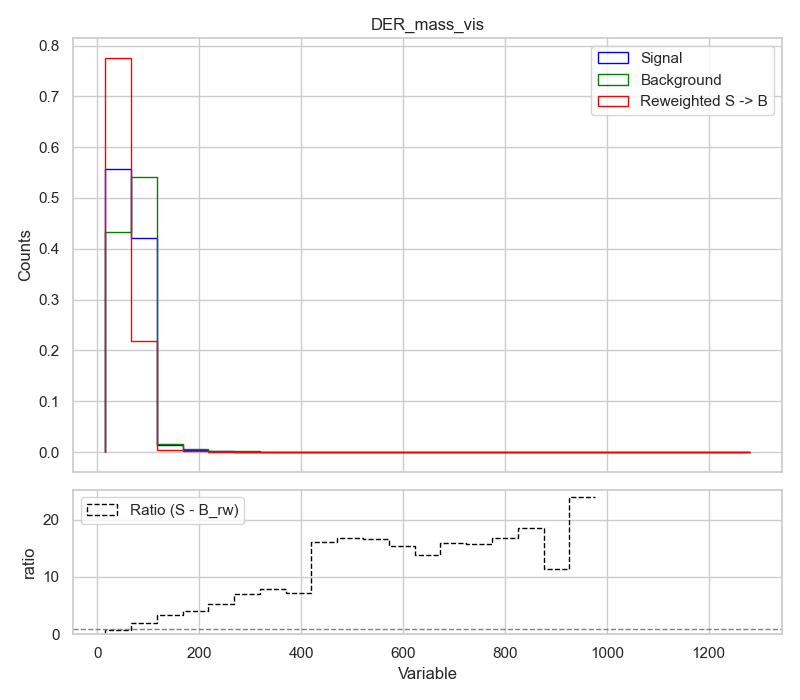 DER_mass_vis
Signal
Background
Reweighted S -> B
Counts
0.8
0.7
0.6
0.5
0.4
0.3
0.2
0.1
0.0
Ratio (S - B_rw)
ratio
20
10
0
0 200 400 600 800 1000 1200
Variable